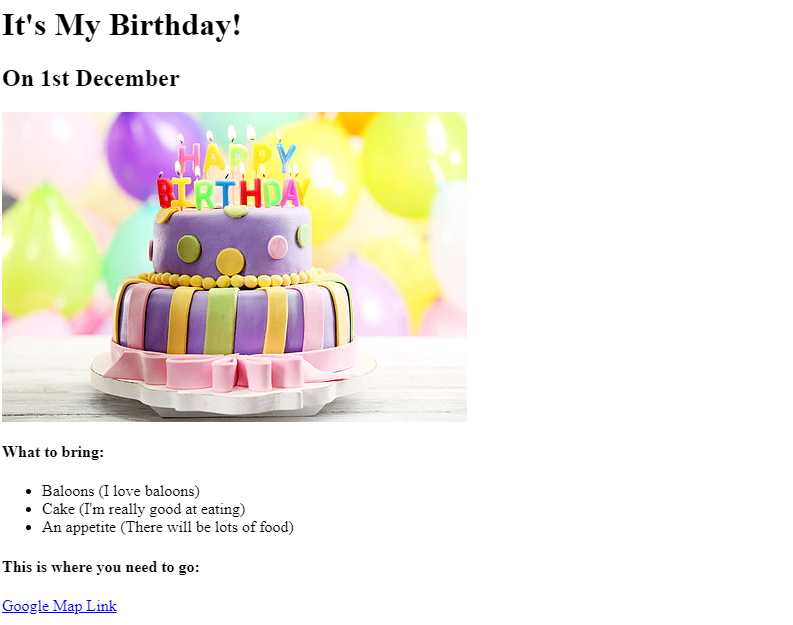 It's My Birthday!
On 1st December
HAPPY
BIRTHDAY
What to bring:
Baloons (I love baloons)
Cake (I'm really good at eating)
An appetite (There will be lots of food)
This is where you need to go:
Google Map Link